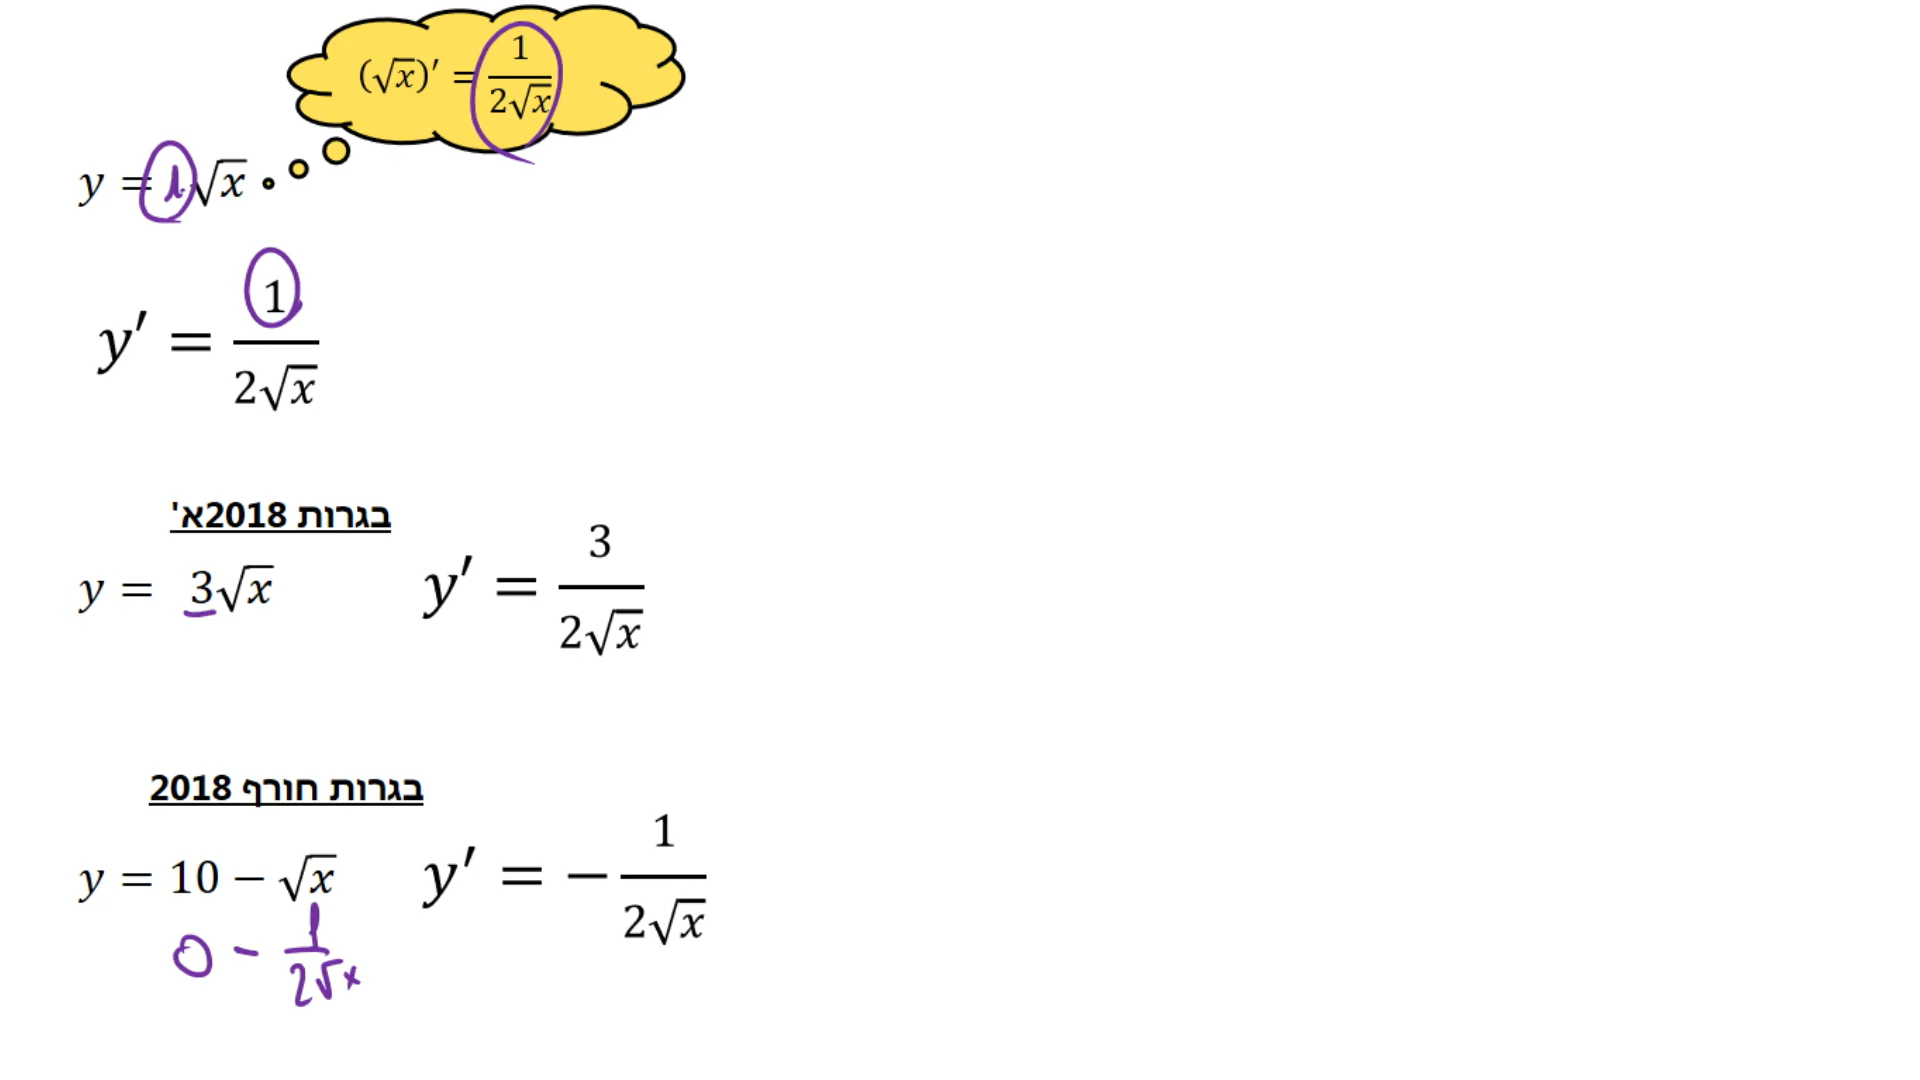 (√x)′ = 1/(2√x)
y = 1√x
y′ = 1/(2√x)
בגרות 2018א'
y = 3√x    y′ = 3/(2√x)
בגרות חורף 2018
y = 10 − √x    y′ = −1/(2√x)
0 − 1/(2√x)